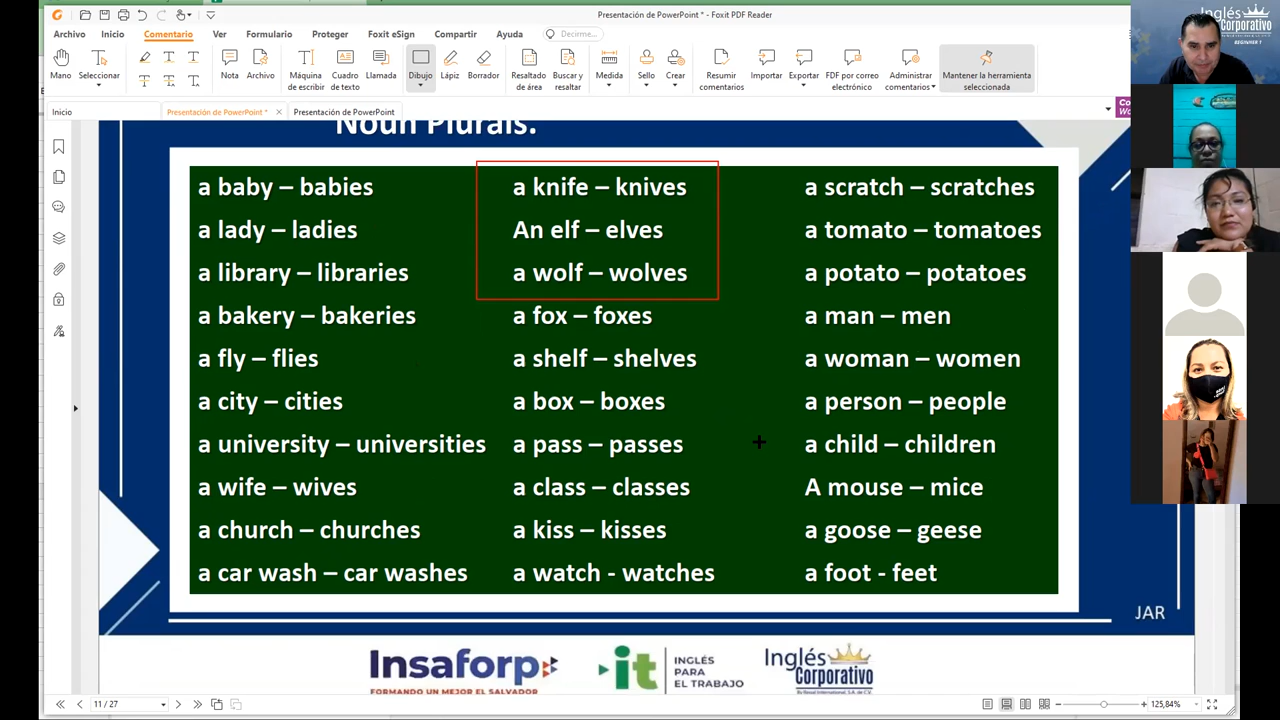 Presentación de PowerPoint * - Foxit PDF Reader
Decirme...
Archivo Inicio Comentario Ver Formulario Proteger Foxit eSign Compartir Ayuda
Mano
Seleccionar
Nota
Archivo
Máquina de escribir
Cuadro de texto
Llamada
Dibujo
Lápiz
Borrador
Resaltado de área
Buscar y resaltar
Medida
Sello
Crear
Resumir comentarios
Importar
Exportar
PDF por correo electrónico
Administrar comentarios
Mantener la herramienta seleccionada
Inicio
Presentación de PowerPoint *
Presentación de PowerPoint
Noun Plurals.
a baby – babies
a lady – ladies
a library – libraries
a bakery – bakeries
a fly – flies
a city – cities
a university – universities
a wife – wives
a church – churches
a car wash – car washes
a knife – knives
An elf – elves
a wolf – wolves
a fox – foxes
a shelf – shelves
a box – boxes
a pass – passes
a class – classes
a kiss – kisses
a watch - watches
a scratch – scratches
a tomato – tomatoes
a potato – potatoes
a man – men
a woman – women
a person – people
a child – children
A mouse – mice
a goose – geese
a foot - feet
JAR
Insaforp
FORMANDO UN MEJOR EL SALVADOR
it
INGLÉS
PARA
EL TRABAJO
Inglés
Corporativo
11 / 27
125,84%
Inglés
Corporativo
BEGINNER 1